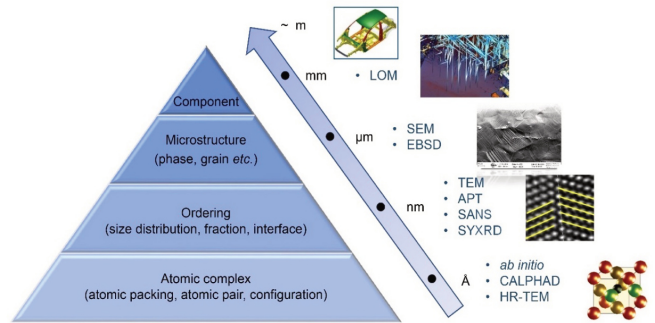 ~ m
mm
• LOM
Component
Microstructure
(phase, grain etc.)
μm
• SEM
• EBSD
Ordering
(size distribution, fraction, interface)
nm
• TEM
• APT
• SANS
• SYXRD
Atomic complex
(atomic packing, atomic pair, configuration)
Å
• ab initio
• CALPHAD
• HR-TEM